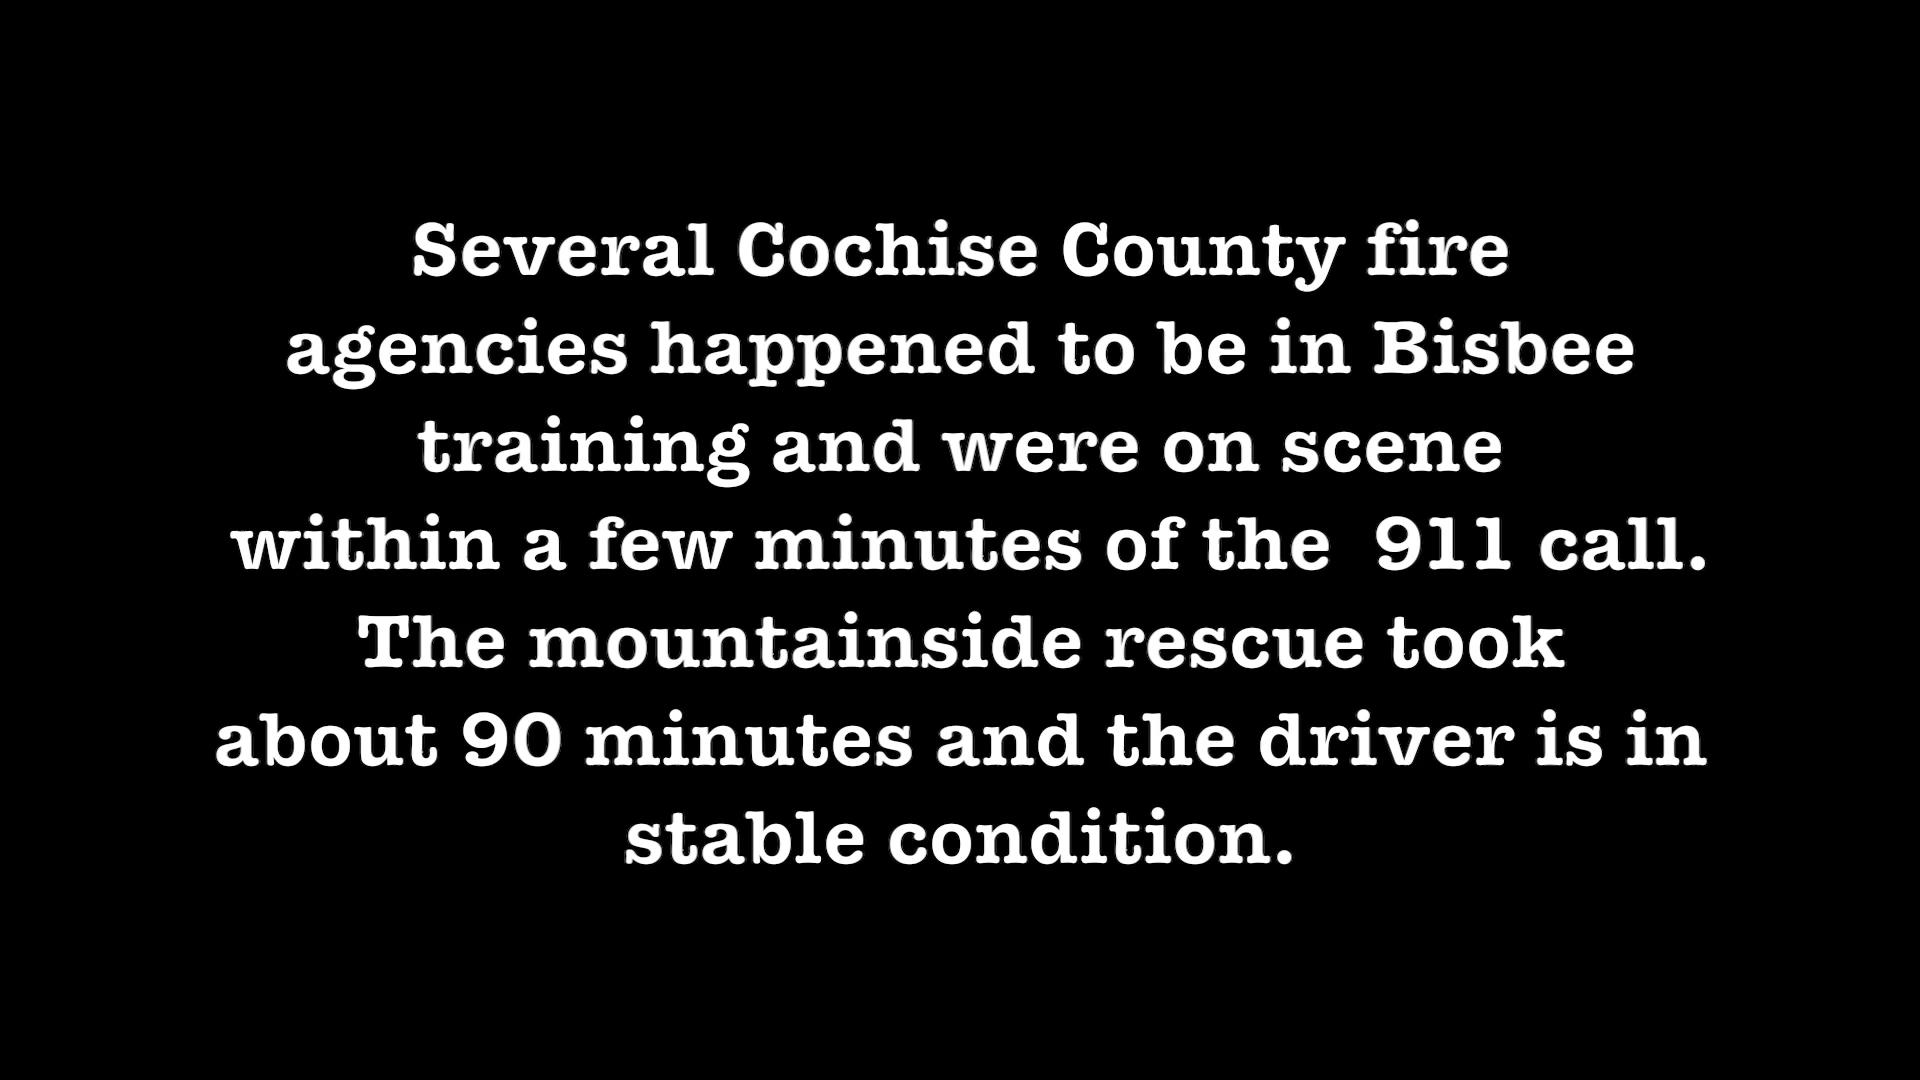 Several Cochise County fire
agencies happened to be in Bisbee
training and were on scene
within a few minutes of the  911 call.
The mountainside rescue took
about 90 minutes and the driver is in
stable condition.